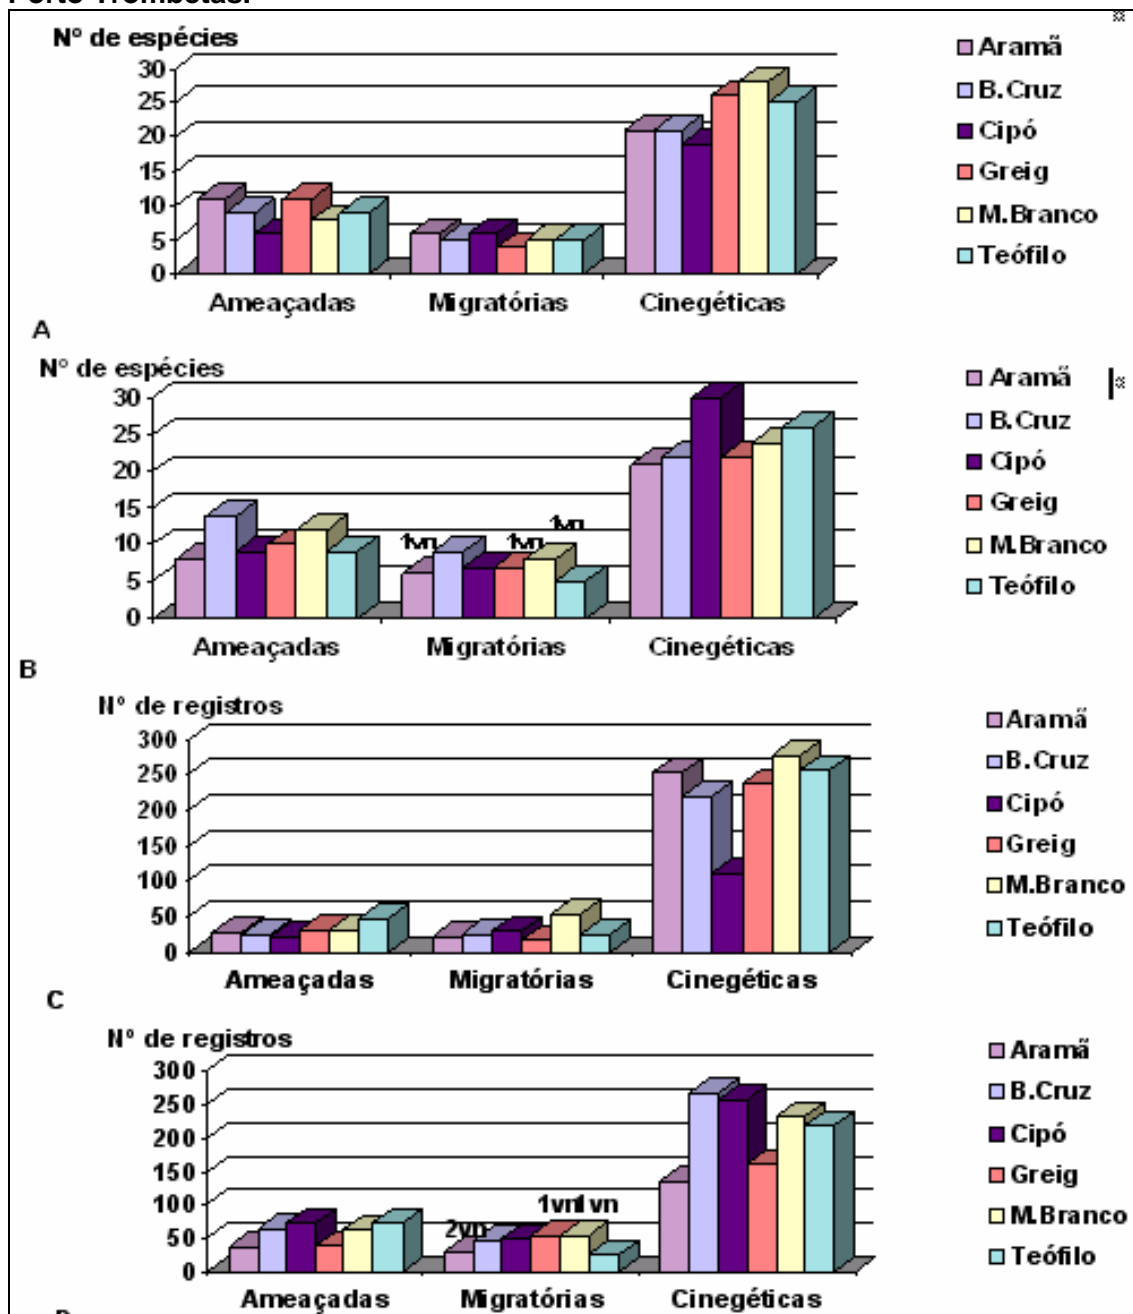 Porto Trombetas.
Nº de espécies
30
25
20
15
10
5
0
Ameaçadas Migratórias Cinegéticas
Aramã
B.Cruz
Cipó
Greig
M.Branco
Teófilo
A
Nº de espécies
30
25
20
15
10
5
0
1vn 1vn 1vn
Ameaçadas Migratórias Cinegéticas
Aramã
B.Cruz
Cipó
Greig
M.Branco
Teófilo
B
Nº de registros
300
250
200
150
100
50
0
Ameaçadas Migratórias Cinegéticas
Aramã
B.Cruz
Cipó
Greig
M.Branco
Teófilo
C
Nº de registros
300
250
200
150
100
50
0
2vn 1vn 1vn
Ameaçadas Migratórias Cinegéticas
Aramã
B.Cruz
Cipó
Greig
M.Branco
Teófilo